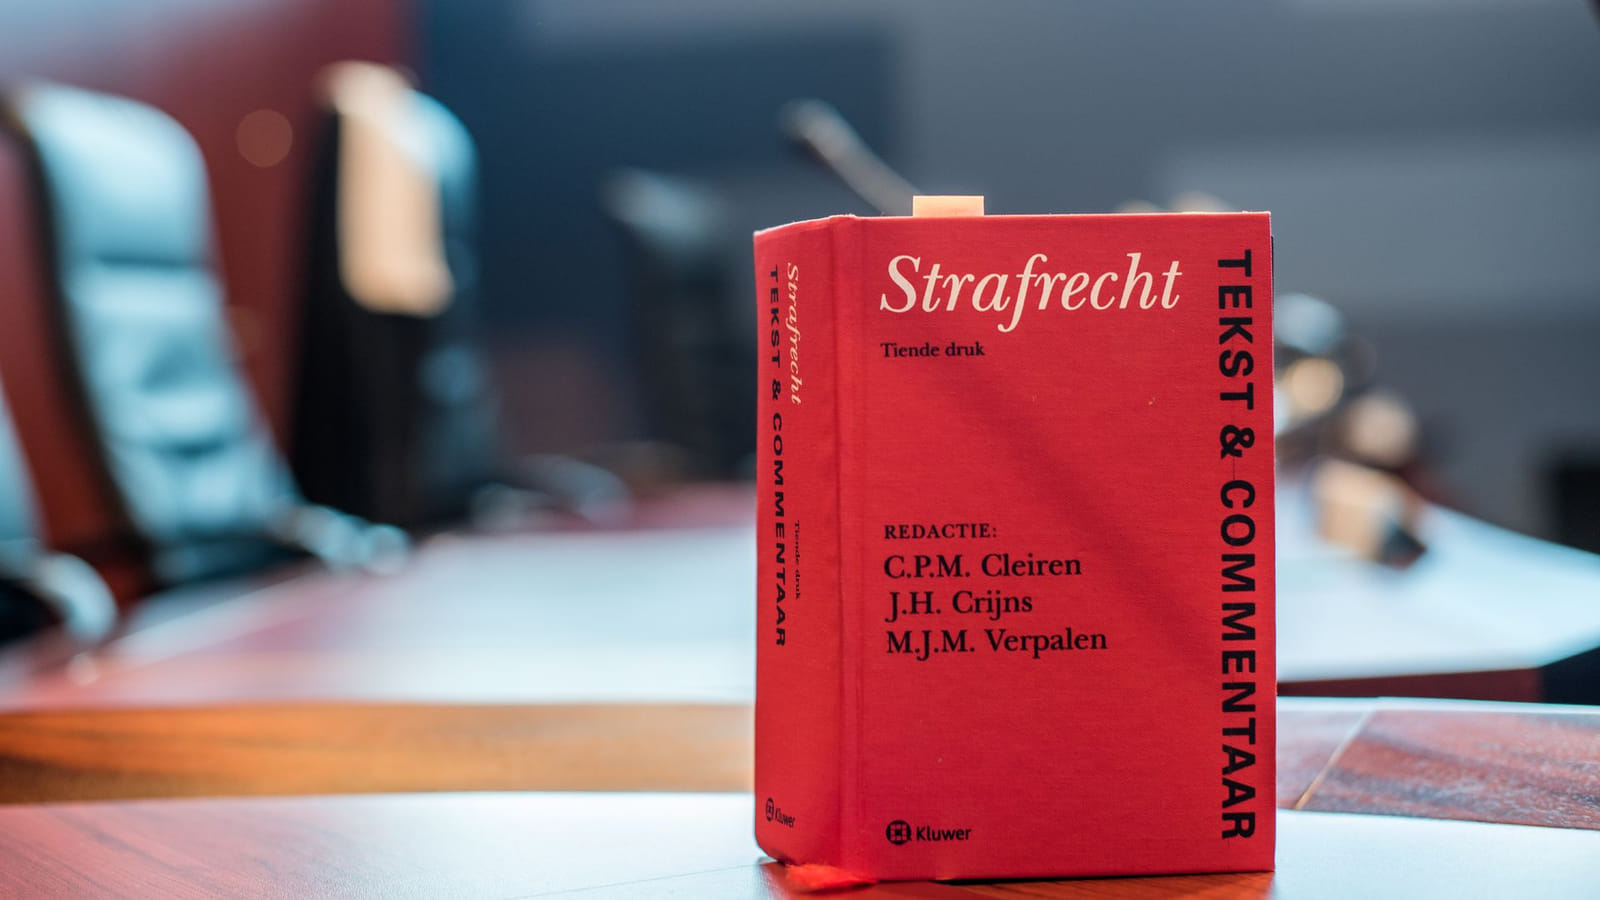 Strafrecht
TEKST & COMMENTAAR
Tiende druk
Kluwer
Strafrecht
Tiende druk
REDACTIE:
C.P.M. Cleiren
J.H. Crijns
M.J.M. Verpalen
Kluwer
TEKST & COMMENTAAR